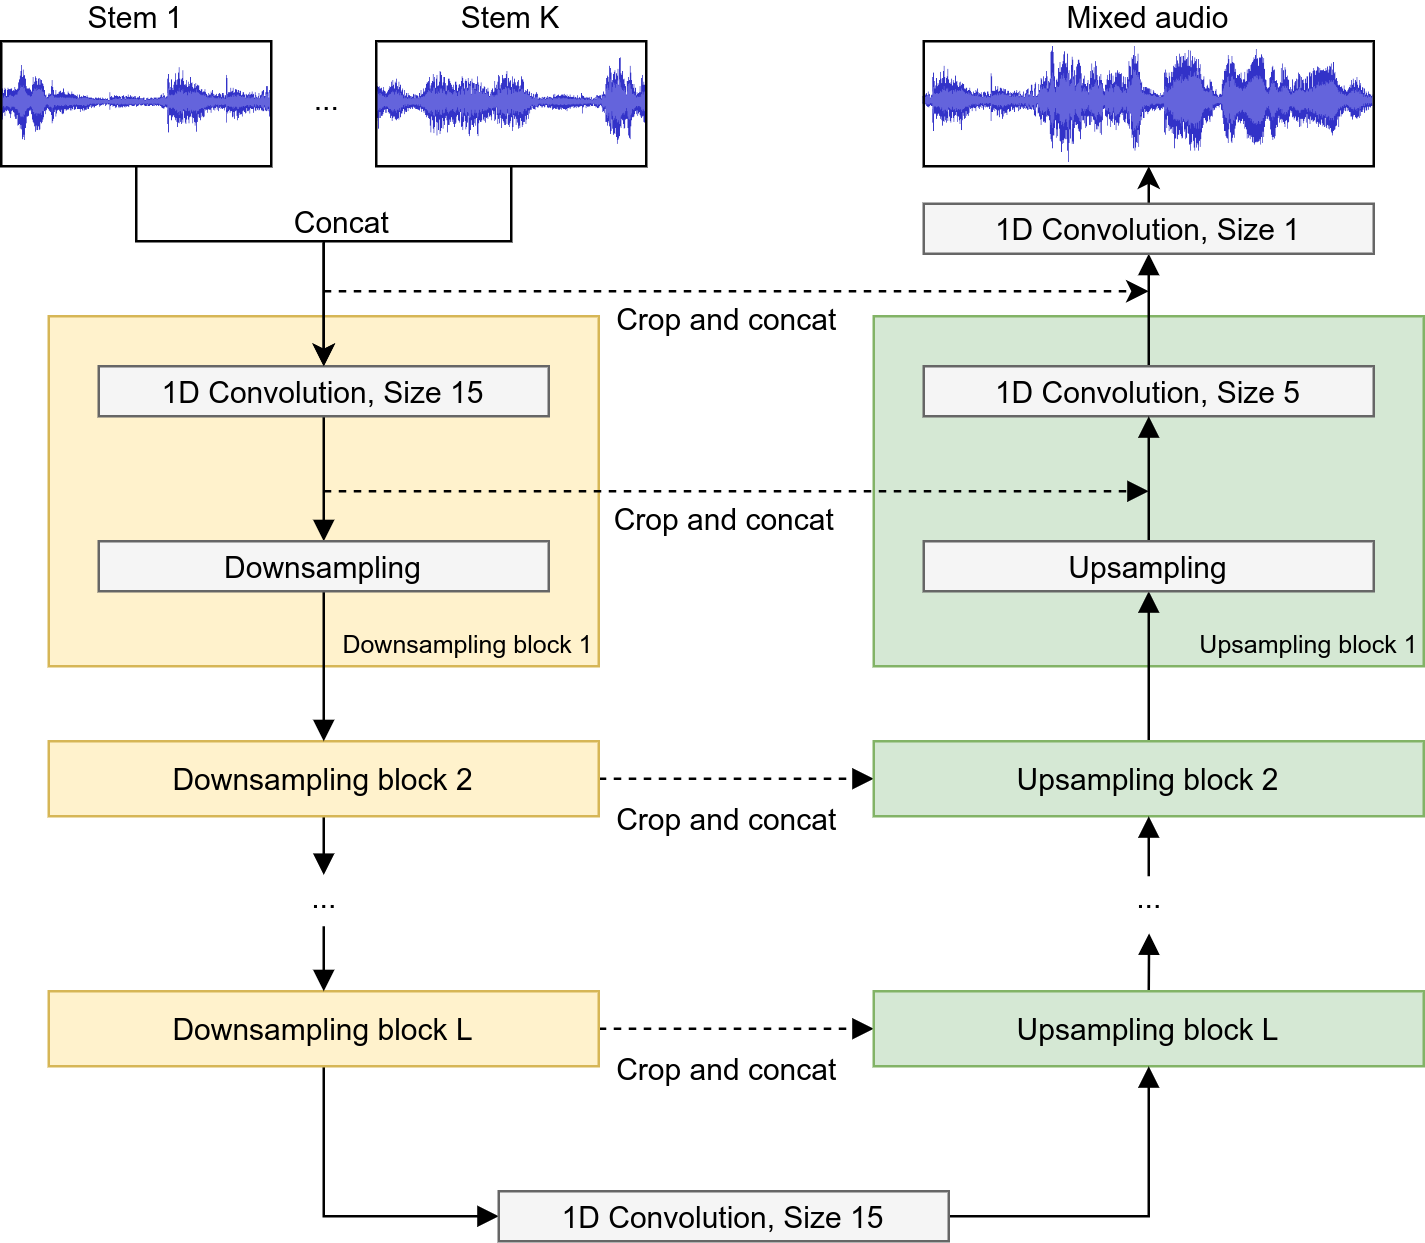 Stem 1
...
Stem K
Mixed audio
Concat
1D Convolution, Size 1
Crop and concat
1D Convolution, Size 15
1D Convolution, Size 5
Crop and concat
Downsampling
Upsampling
Downsampling block 1
Upsampling block 1
Downsampling block 2
Upsampling block 2
Crop and concat
...
...
Downsampling block L
Upsampling block L
Crop and concat
1D Convolution, Size 15